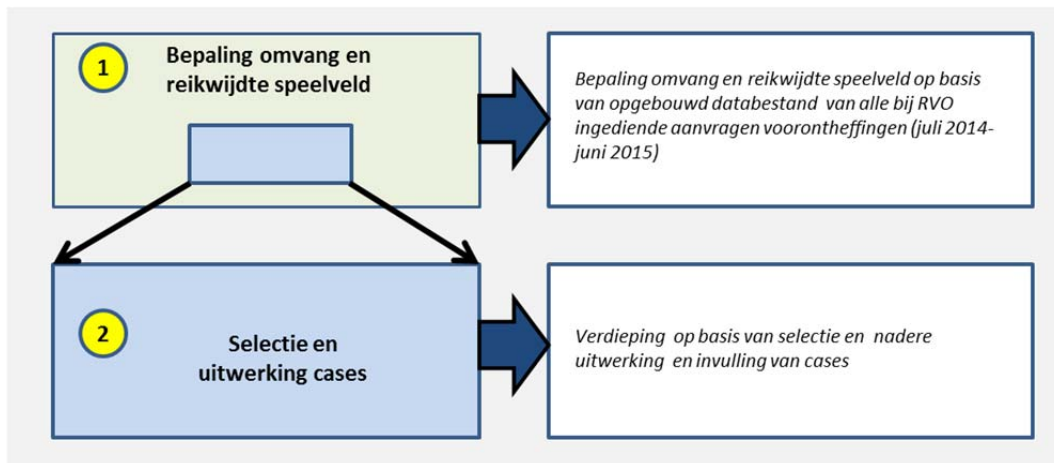 1
Bepaling omvang en
reikwijdte speelveld
Bepaling omvang en reikwijdte speelveld op basis
van opgebouwd databestand van alle bij RVO
ingediende aanvragen voorontheffingen (juli 2014-
juni 2015)
2
Selectie en
uitwerking cases
Verdieping op basis van selectie en nadere
uitwerking en invulling van cases